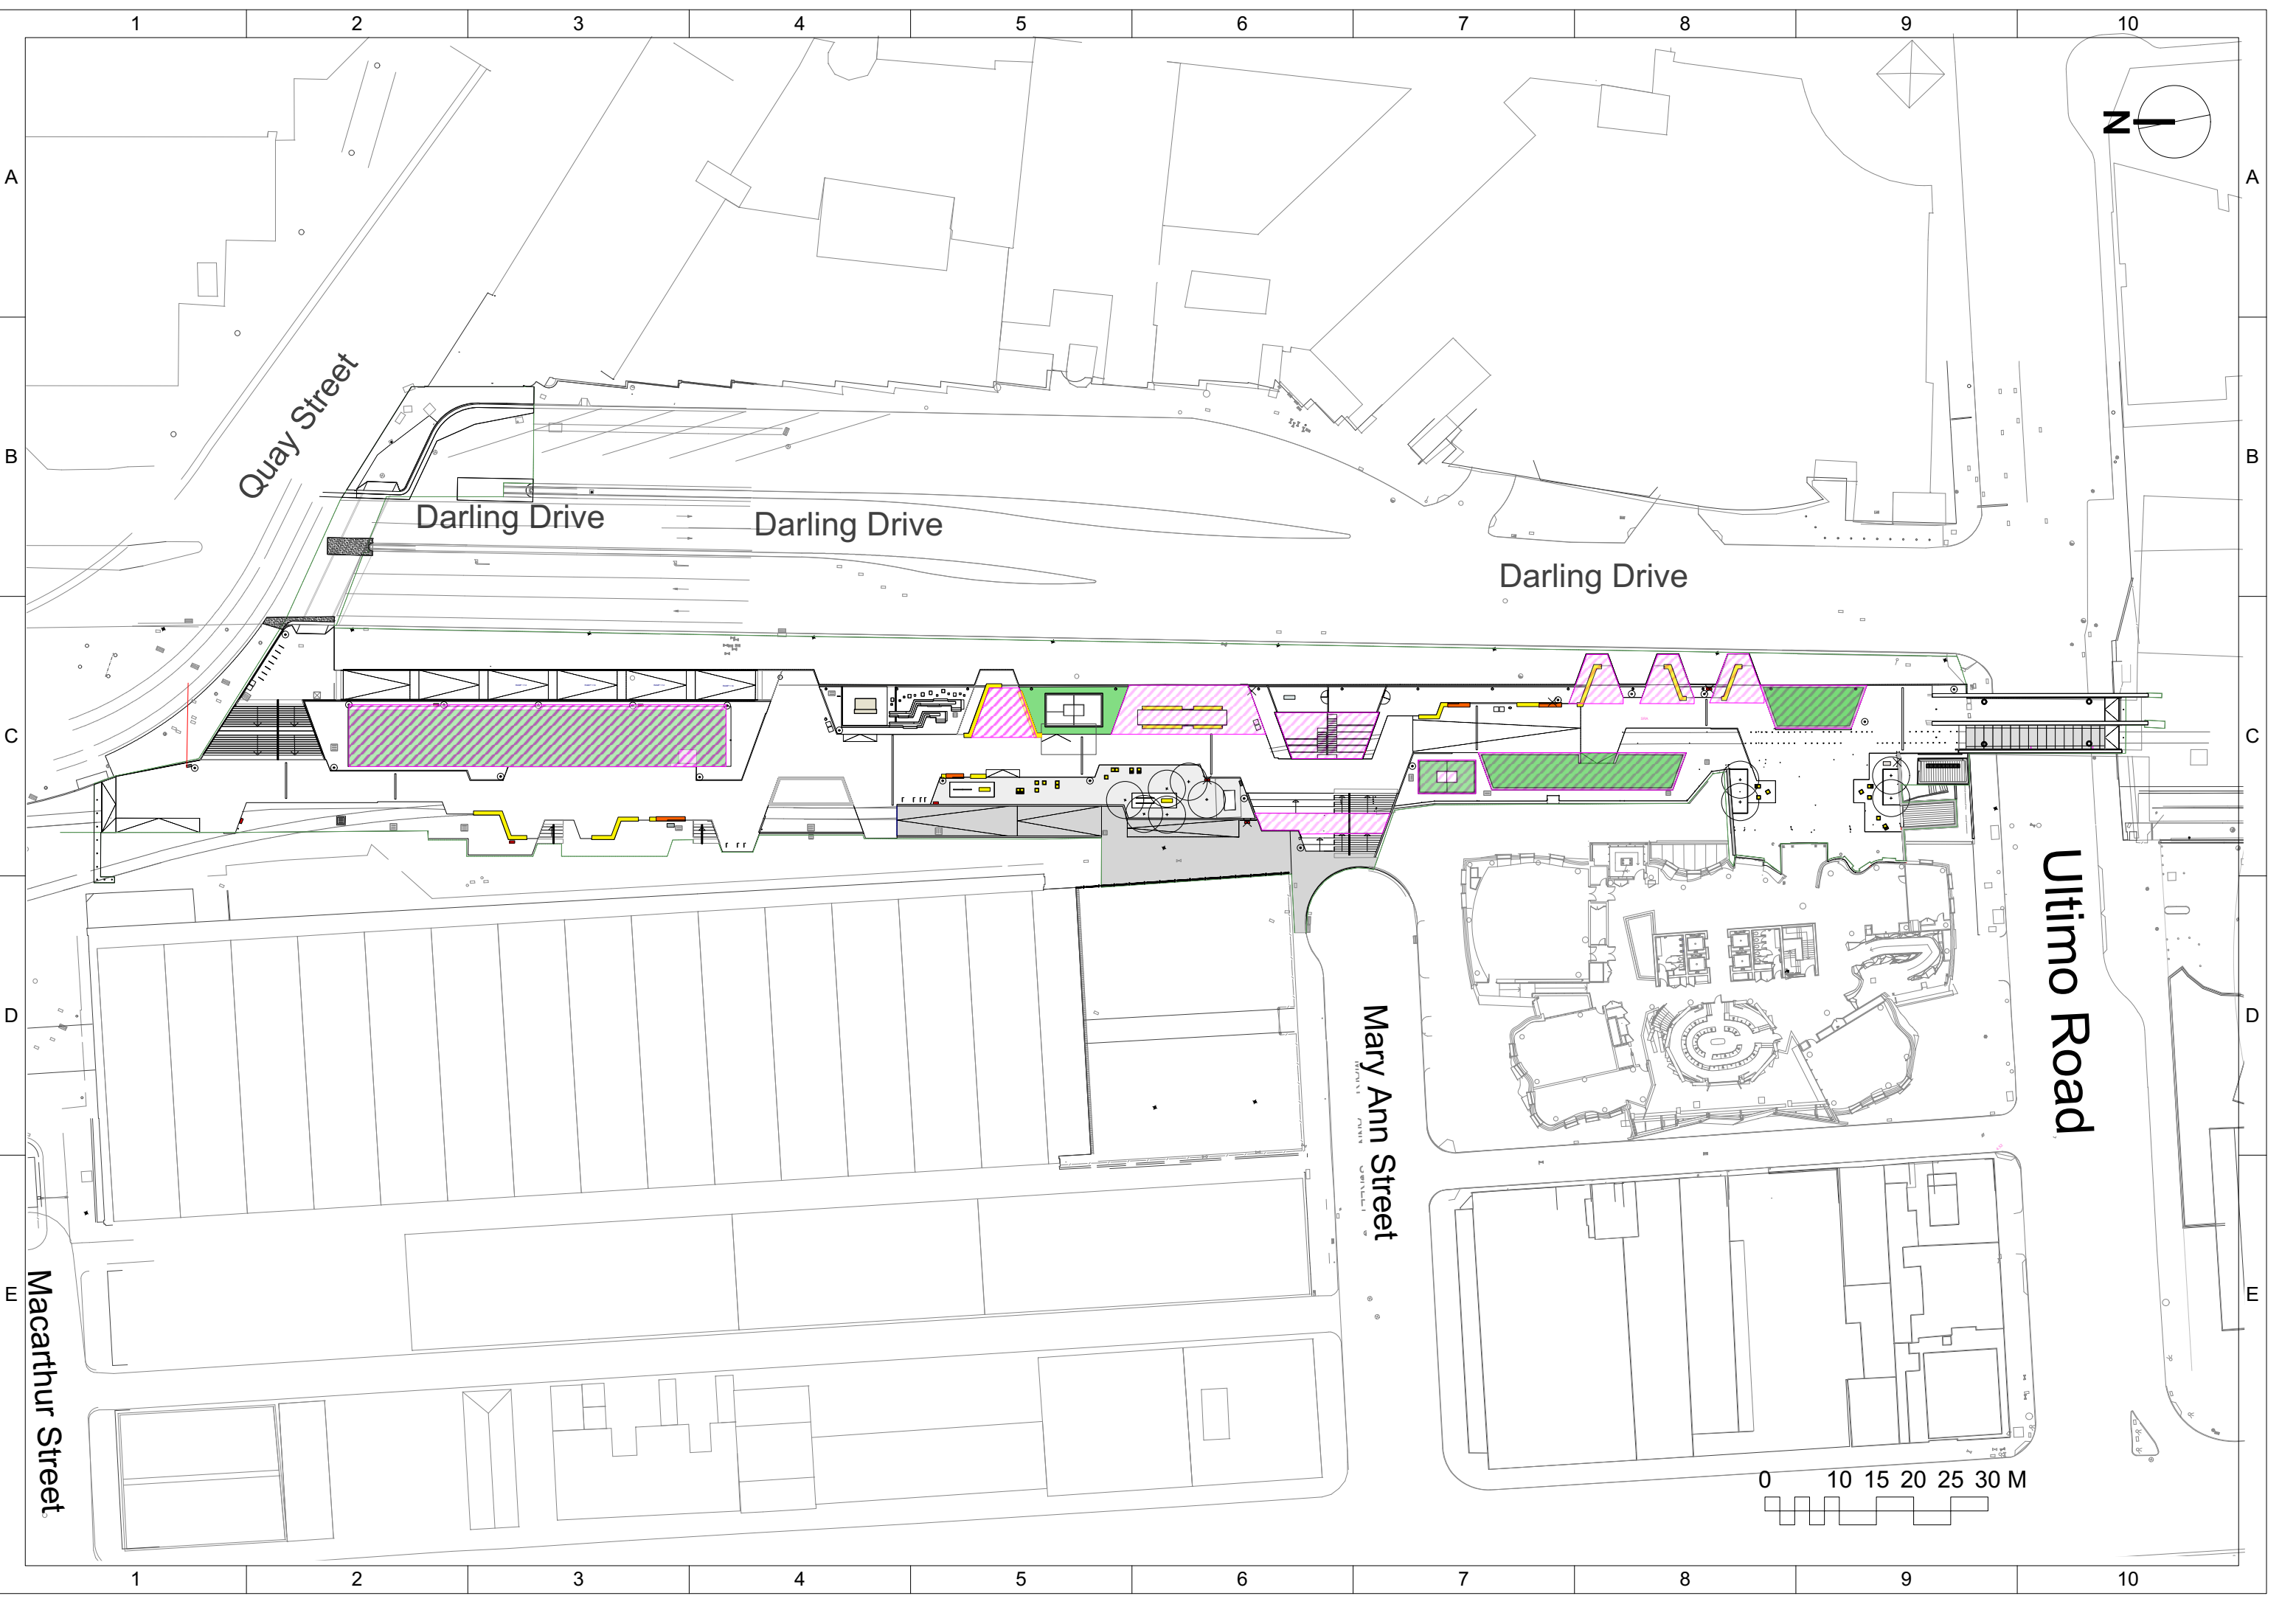 1 2 3 4 5 6 7 8 9 10
N
A A
Quay Street
B B
Darling Drive
Darling Drive
Darling Drive
C C
Ultimo Road
D D
Mary Ann Street
E E
Macarthur Street
0 10 15 20 25 30 M
1 2 3 4 5 6 7 8 9 10